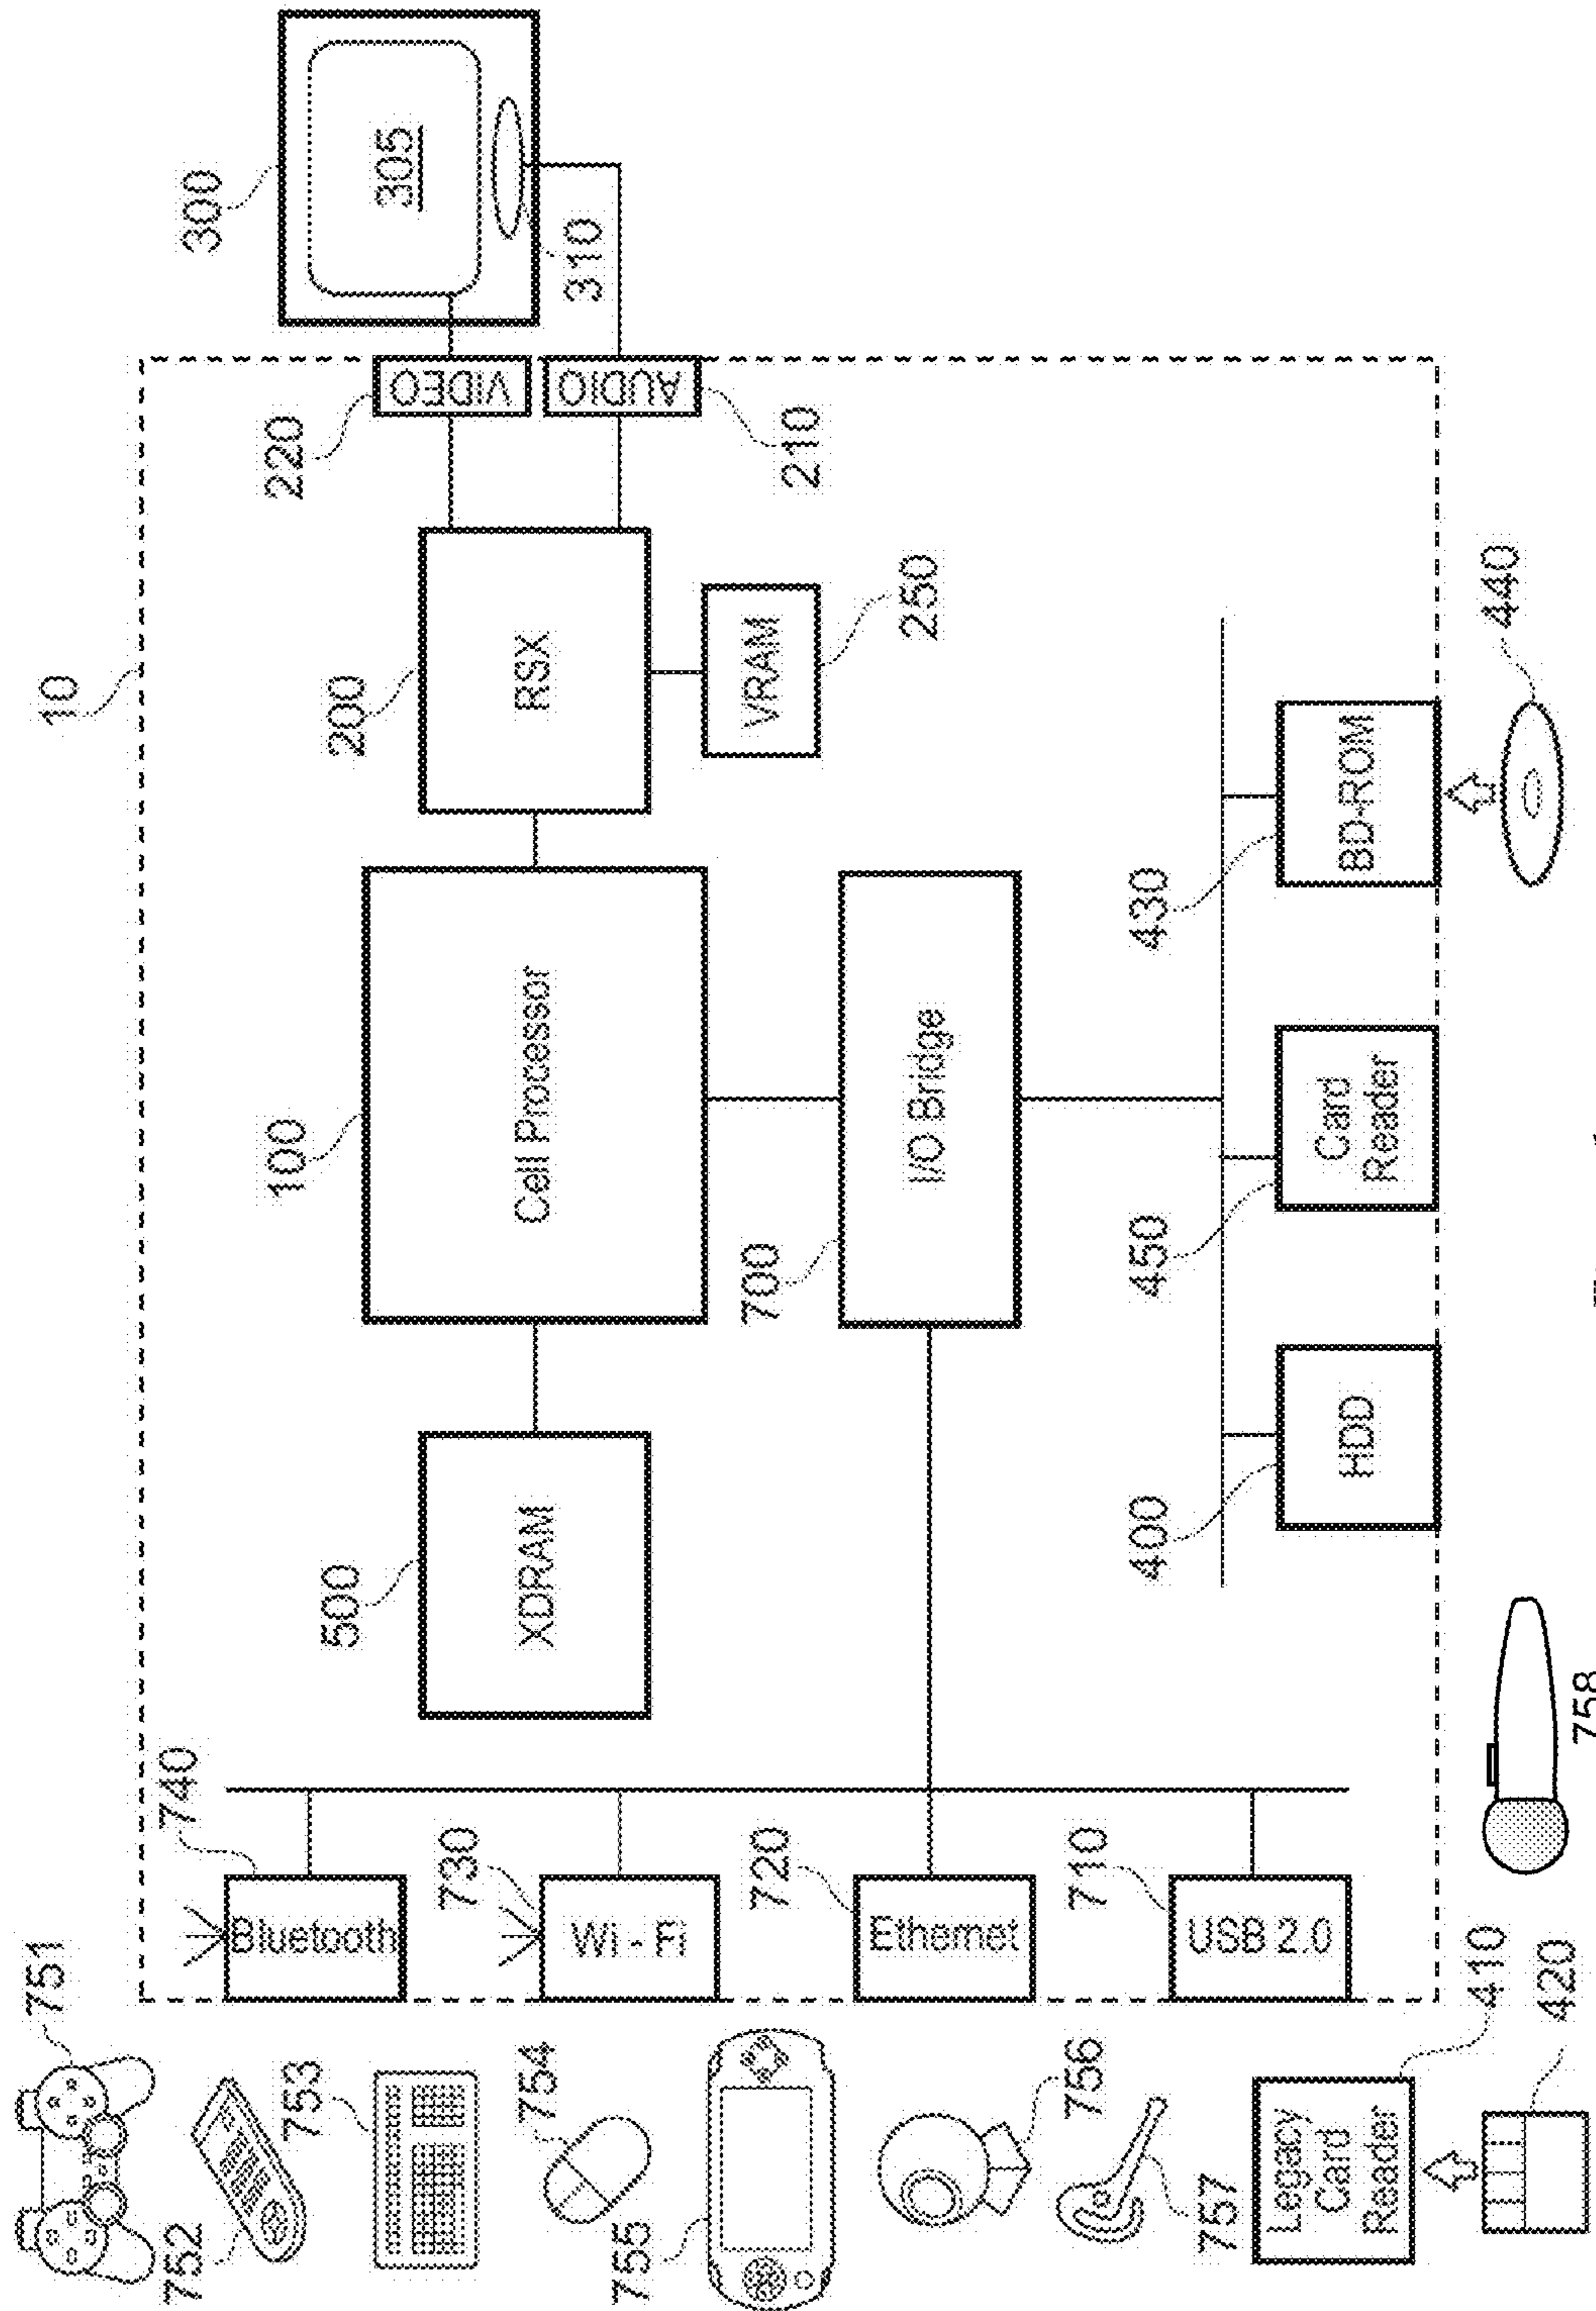 10
300
305
310
220
VIDEO
AUDIO
210
200
RSX
VRAM
250
100
Cell Processor
500
XDRAM
700
I/O Bridge
740
Bluetooth
730
Wi - Fi
720
Ethernet
710
USB 2.0
400
HDD
450
Card
Reader
430
BD-ROM
440
751
752
753
754
755
756
757
758
410
Legacy
Card
Reader
420